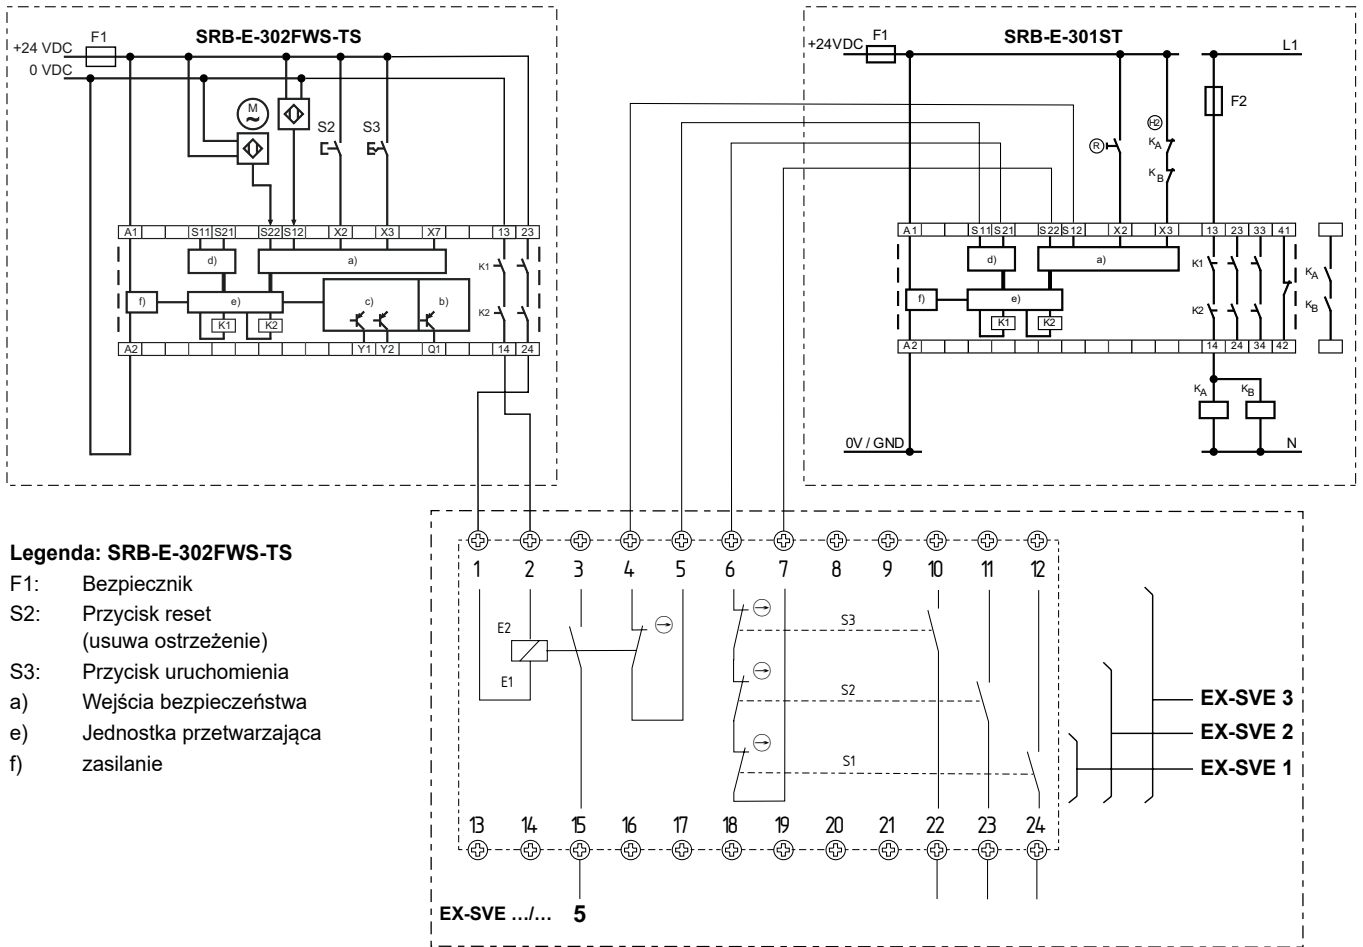 SRB-E-302FWS-TS
F1
+24 VDC
0 VDC
M
~
S2
S3
A1 S11 S21 S22 S12 X2 X3 X7 13 23
d)
a)
K1
f)
e)
c)
b)
K2
K1
K2
A2 Y1 Y2 Q1 14 24
SRB-E-301ST
F1
+24VDC
L1
F2
H2
R
KA
KB
A1 S11 S21 S22 S12 X2 X3 13 23 33 41
d)
a)
K1
KA
f)
e)
K2
KB
K1
K2
A2 14 24 34 42
KA
KB
0V / GND
N
Legenda: SRB-E-302FWS-TS
F1: Bezpiecznik
S2: Przycisk reset
(usuwa ostrzeżenie)
S3: Przycisk uruchomienia
a) Wejścia bezpieczeństwa
e) Jednostka przetwarzająca
f) zasilanie
1 2 3 4 5 6 7 8 9 10 11 12
E2
E1
S3
S2
S1
EX-SVE 3
EX-SVE 2
EX-SVE 1
13 14 15 16 17 18 19 20 21 22 23 24
EX-SVE …/… 5